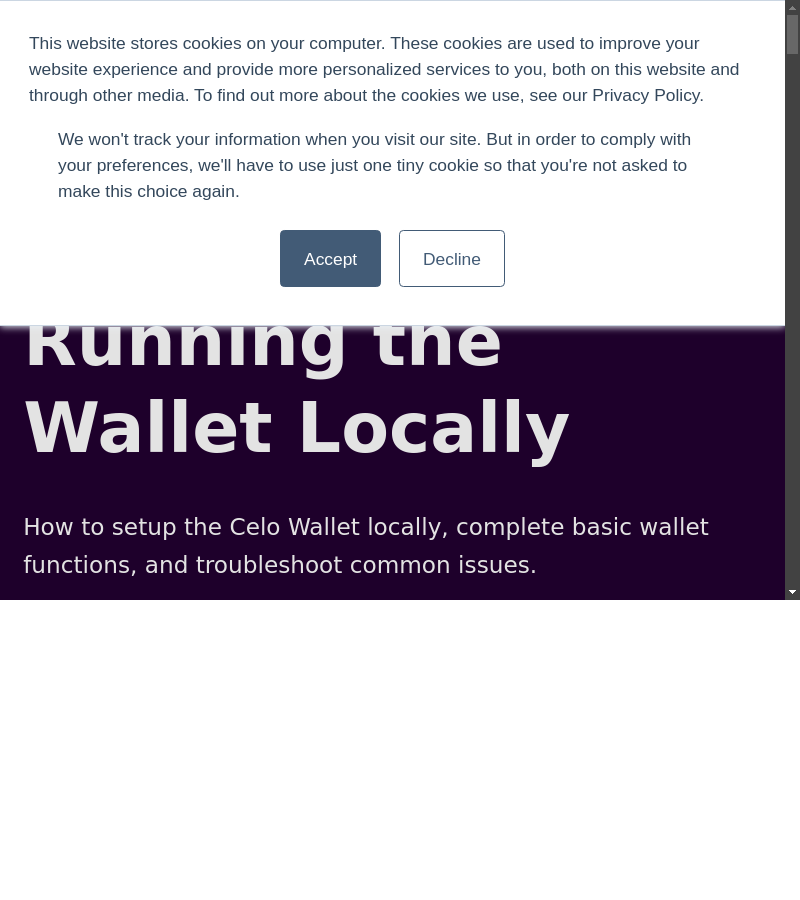 This website stores cookies on your computer. These cookies are used to improve your
website experience and provide more personalized services to you, both on this website and
through other media. To find out more about the cookies we use, see our Privacy Policy.
We won't track your information when you visit our site. But in order to comply with
your preferences, we'll have to use just one tiny cookie so that you're not asked to
make this choice again.
Accept Decline
Running the
Wallet Locally
How to setup the Celo Wallet locally, complete basic wallet
functions, and troubleshoot common issues.